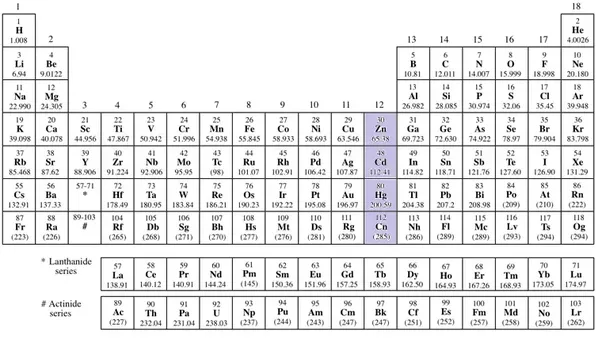 1 18
1 2
H 2 13 14 15 16 17 He
1.008 4.0026
3 4 5 6 7 8 9 10
Li Be B C N O F Ne
6.94 9.0122 10.81 12.011 14.007 15.999 18.998 20.180
11 12 13 14 15 16 17 18
Na Mg Al Si P S Cl Ar
22.990 24.305 3 4 5 6 7 8 9 10 11 12 26.982 28.085 30.974 32.06 35.45 39.948
19 20 21 22 23 24 25 26 27 28 29 30 31 32 33 34 35 36
K Ca Sc Ti V Cr Mn Fe Co Ni Cu Zn Ga Ge As Se Br Kr
39.098 40.078 44.956 47.867 50.942 51.996 54.938 55.845 58.933 58.693 63.546 65.38 69.723 72.630 74.922 78.97 79.904 83.798
37 38 39 40 41 42 43 44 45 46 47 48 49 50 51 52 53 54
Rb Sr Y Zr Nb Mo Tc Ru Rh Pd Ag Cd In Sn Sb Te I Xe
85.468 87.62 88.906 91.224 92.906 95.95 (98) 101.07 102.91 106.42 107.87 112.41 114.82 118.71 121.76 127.60 126.90 131.29
55 56 57-71 72 73 74 75 76 77 78 79 80 81 82 83 84 85 86
Cs Ba * Hf Ta W Re Os Ir Pt Au Hg Tl Pb Bi Po At Rn
132.91 137.33 178.49 180.95 183.84 186.21 190.23 192.22 195.08 196.97 200.59 204.38 207.2 208.98 (209) (210) (222)
87 88 89-103 104 105 106 107 108 109 110 111 112 113 114 115 116 117 118
Fr Ra # Rf Db Sg Bh Hs Mt Ds Rg Cn Nh Fl Mc Lv Ts Og
(223) (226) (265) (268) (271) (270) (277) (276) (281) (280) (285) (286) (289) (289) (293) (294) (294)
* Lanthanide
series
57 58 59 60 61 62 63 64 65 66 67 68 69 70 71
La Ce Pr Nd Pm Sm Eu Gd Tb Dy Ho Er Tm Yb Lu
138.91 140.12 140.91 144.24 (145) 150.36 151.96 157.25 158.93 162.50 164.93 167.26 168.93 173.05 174.97
# Actinide
series
89 90 91 92 93 94 95 96 97 98 99 100 101 102 103
Ac Th Pa U Np Pu Am Cm Bk Cf Es Fm Md No Lr
(227) 232.04 231.04 238.03 (237) (244) (243) (247) (247) (251) (252) (257) (258) (259) (262)